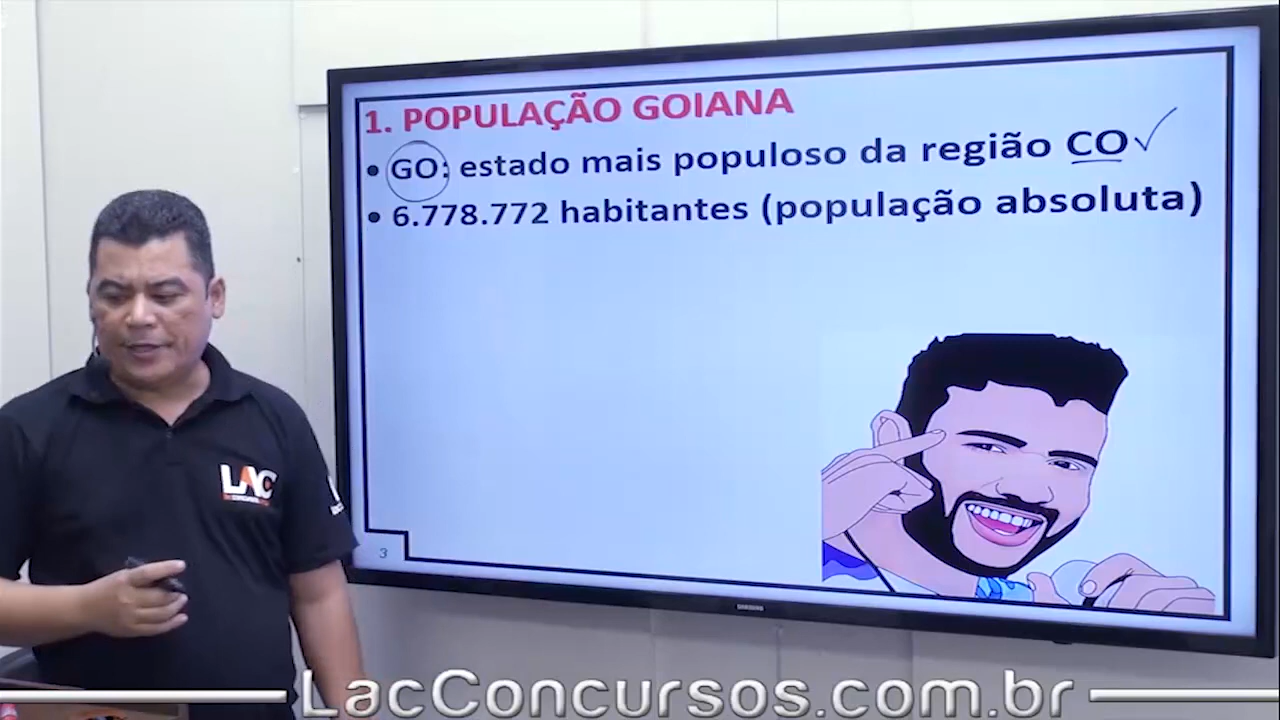 1. POPULAÇÃO GOIANA
• GO: estado mais populoso da região CO
• 6.778.772 habitantes (população absoluta)
LAC
3
SAMSUNG
LacConcursos.com.br